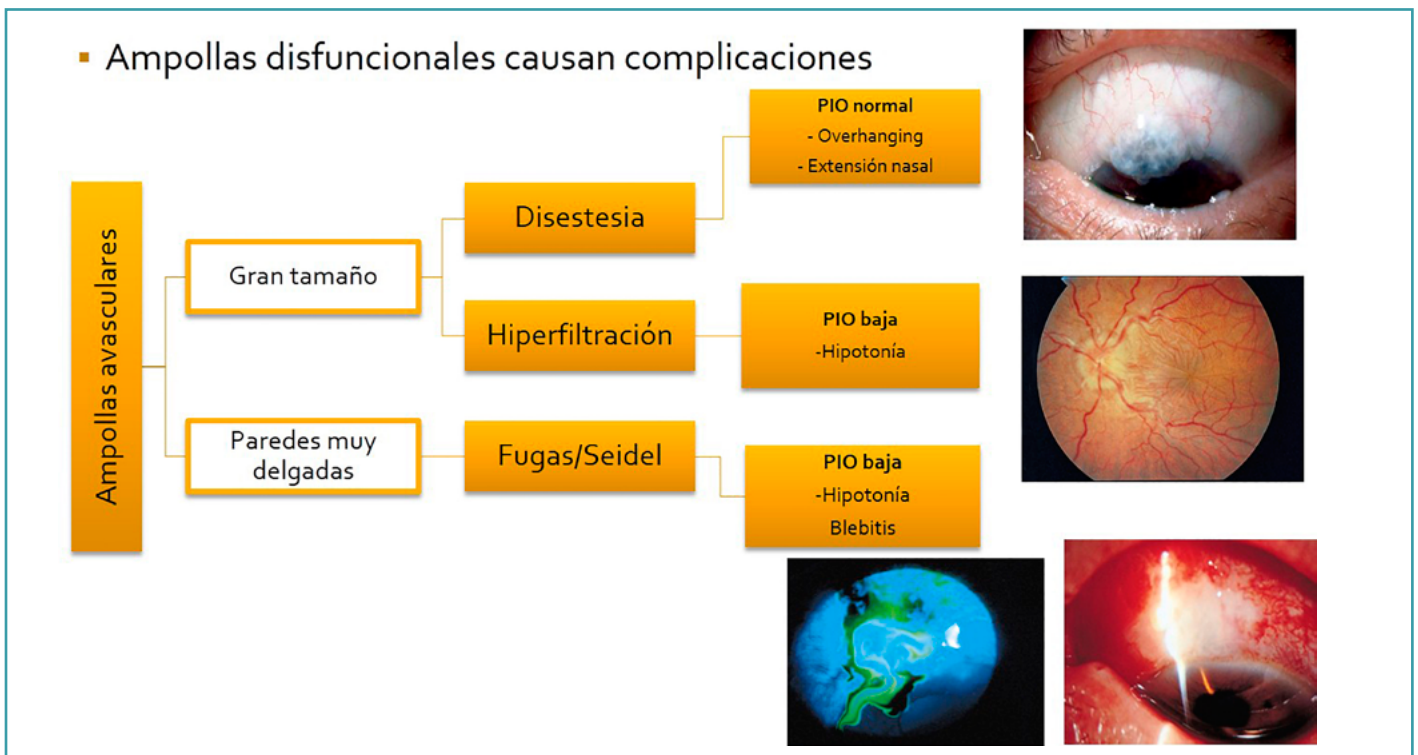 ▪ Ampollas disfuncionales causan complicaciones
Ampollas avasculares
Gran tamaño
Disestesia
PIO normal
- Overhanging
- Extensión nasal
Hiperfiltración
PIO baja
-Hipotonía
Paredes muy
delgadas
Fugas/Seidel
PIO baja
-Hipotonía
Blebitis